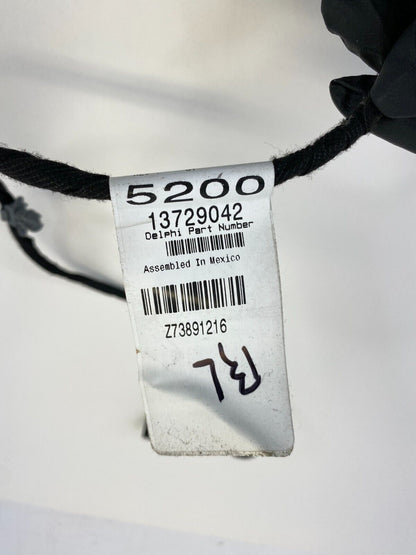 5200
13729042
Delphi Part Number
Assembled In Mexico
Z73891216